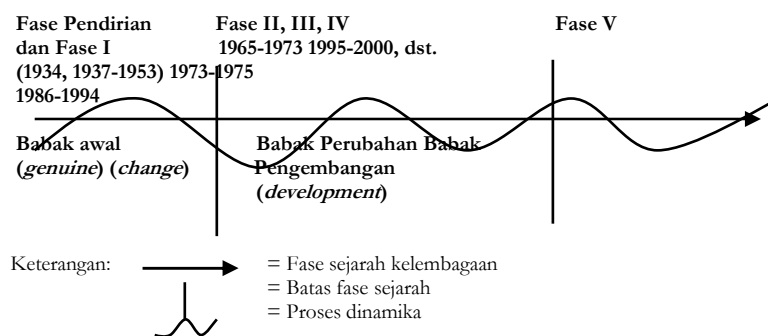 Fase Pendirian
dan Fase I
(1934, 1937-1953) 1973-1975
1986-1994
Fase II, III, IV
1965-1973 1995-2000, dst.
Fase V
Babak awal
(genuine) (change)
Babak Perubahan Babak
Pengembangan
(development)
Keterangan:
= Fase sejarah kelembagaan
= Batas fase sejarah
= Proses dinamika